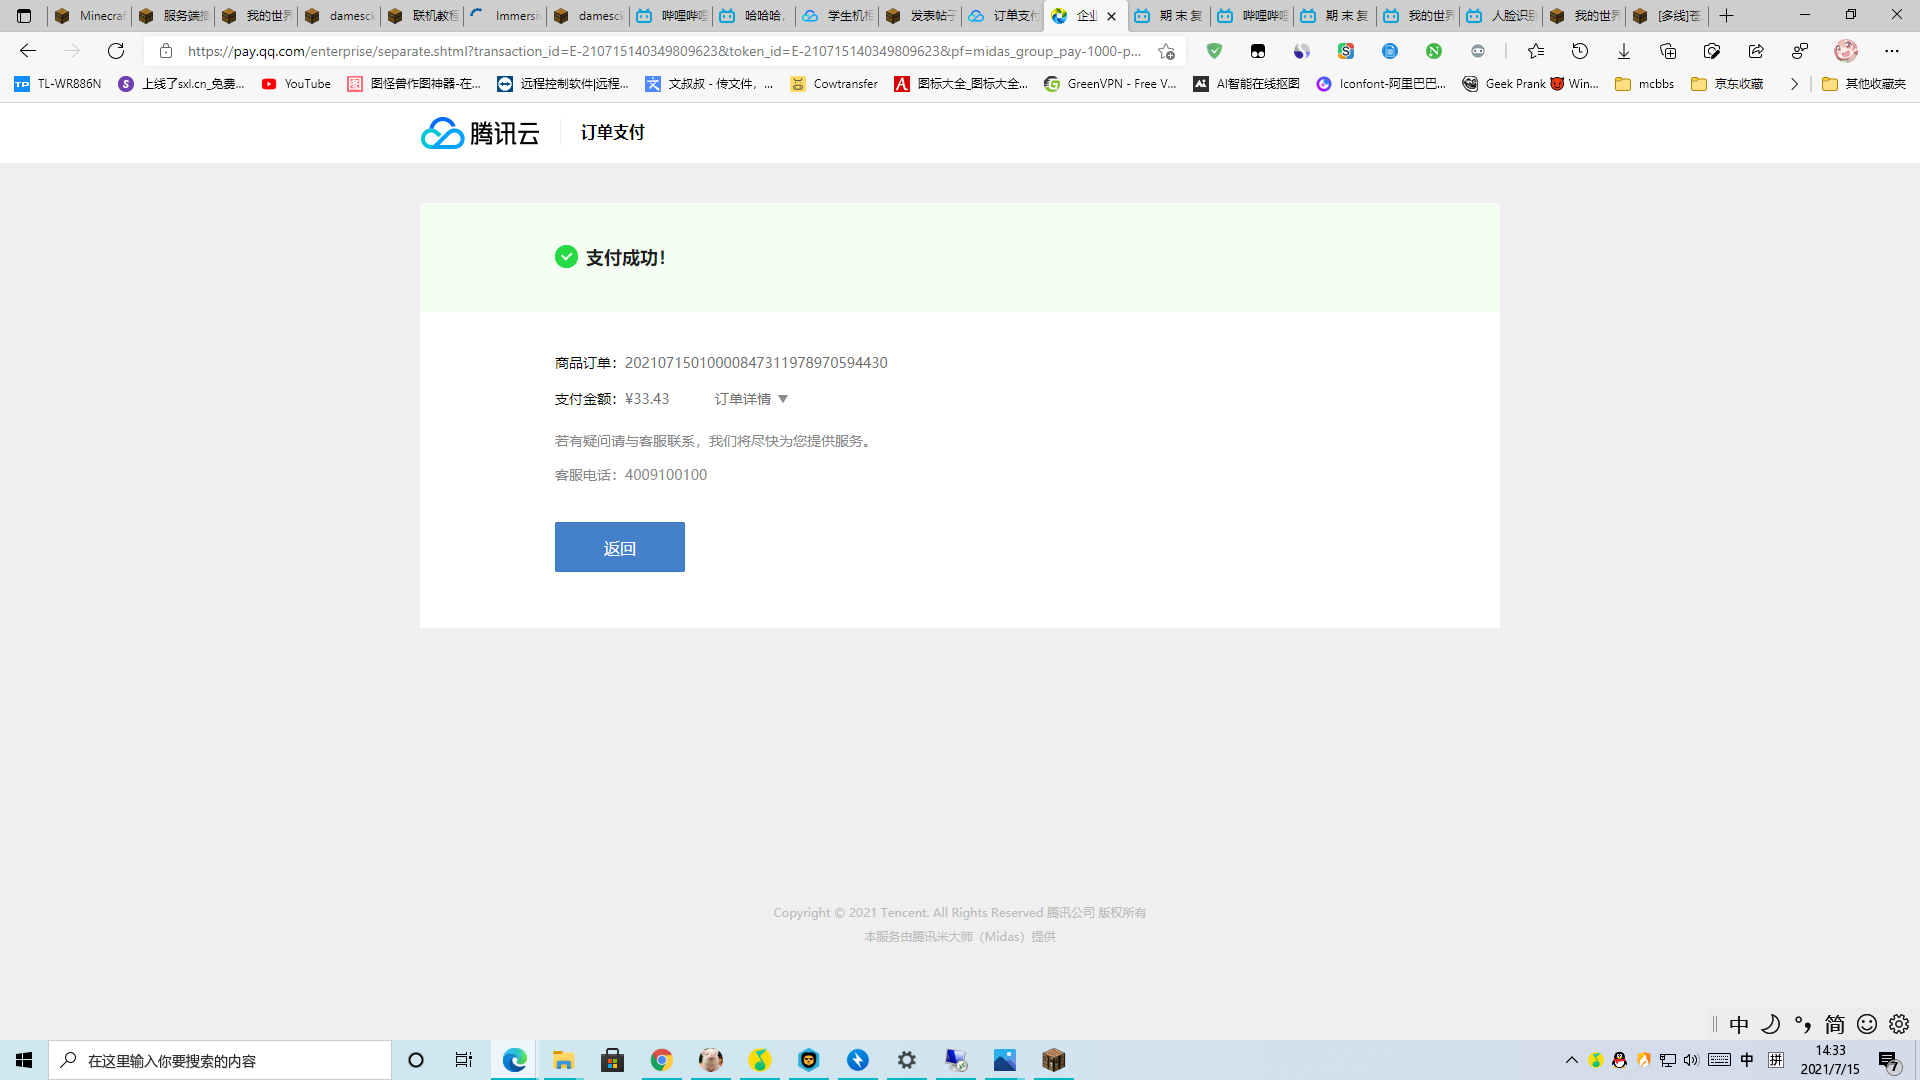 Minecraf
服务端插
我的世界
damesck
联机教程
Immersiv
damesck
哔哩哔哩
哈哈哈,
学生机相
发表帖子
订单支付
企业
期 末 复
哔哩哔哩
期 末 复
我的世界
人脸识别
我的世界
[多线]苍
https://pay.qq.com/enterprise/separate.shtml?transaction_id=E-210715140349809623&token_id=E-210715140349809623&pf=midas_group_pay-1000-p...
TL-WR886N
上线了sxl.cn_免费...
YouTube
图怪兽作图神器-在...
远程控制软件|远程...
文叔叔 - 传文件，...
Cowtransfer
图标大全_图标大全...
GreenVPN - Free V...
AI智能在线抠图
Iconfont-阿里巴巴...
Geek Prank 😈 Win...
mcbbs
京东收藏
其他收藏夹
腾讯云
订单支付
支付成功！
商品订单：20210715010000847311978970594430
支付金额：¥33.43 订单详情 ▼
若有疑问请与客服联系，我们将尽快为您提供服务。
客服电话：4009100100
返回
Copyright © 2021 Tencent. All Rights Reserved 腾讯公司 版权所有
本服务由腾讯米大师（Midas）提供
中 简
在这里输入你要搜索的内容
中
拼
14:33
2021/7/15
7